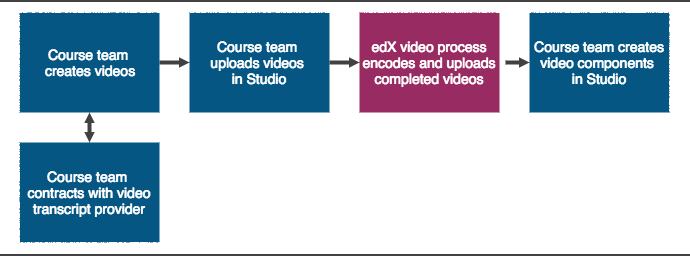 Course team
creates videos
Course team
uploads videos
in Studio
edX video process
encodes and uploads
completed videos
Course team creates
video components
in Studio
Course team
contracts with video
transcript provider